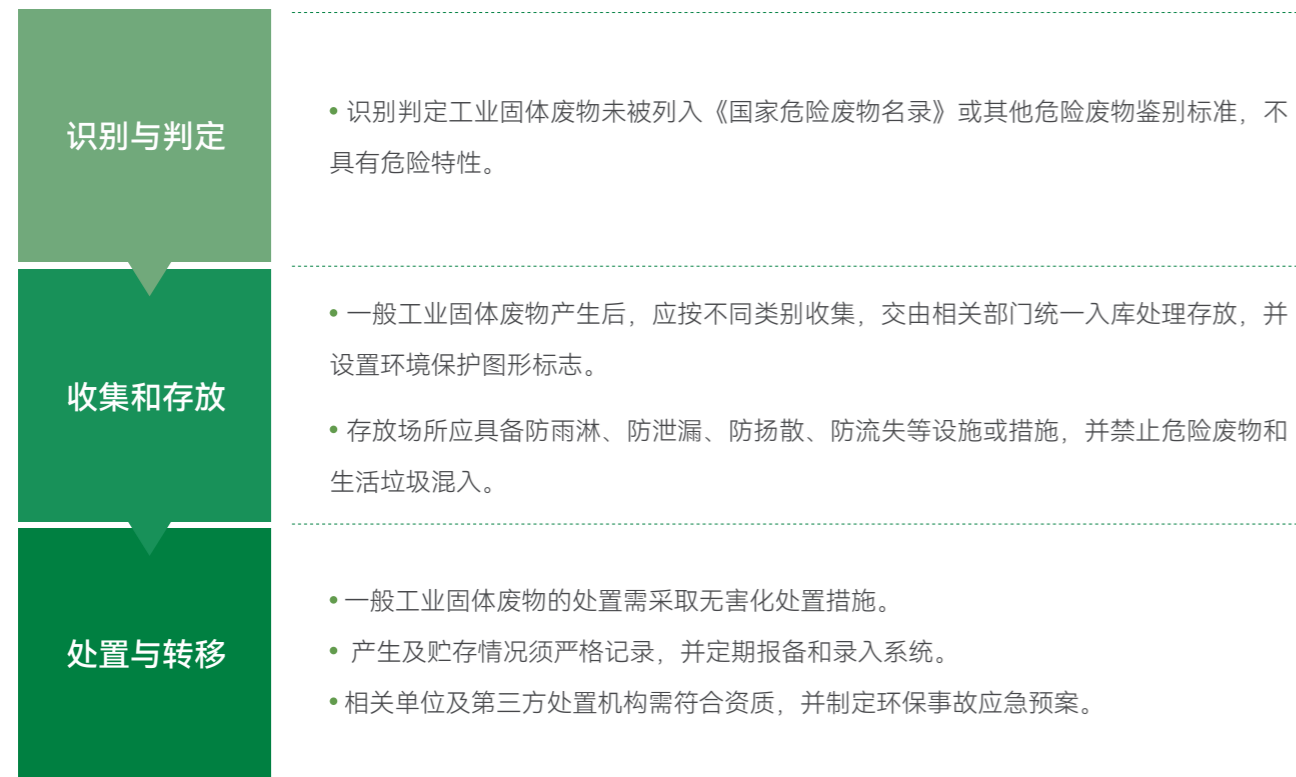 识别与判定
• 识别判定工业固体废物未被列入《国家危险废物名录》或其他危险废物鉴别标准，不
具有危险特性。
收集和存放
• 一般工业固体废物产生后，应按不同类别收集，交由相关部门统一入库处理存放，并
设置环境保护图形标志。
• 存放场所应具备防雨淋、防泄漏、防扬散、防流失等设施或措施，并禁止危险废物和
生活垃圾混入。
处置与转移
• 一般工业固体废物的处置需采取无害化处置措施。
• 产生及贮存情况须严格记录，并定期报备和录入系统。
• 相关单位及第三方处置机构需符合资质，并制定环保事故应急预案。